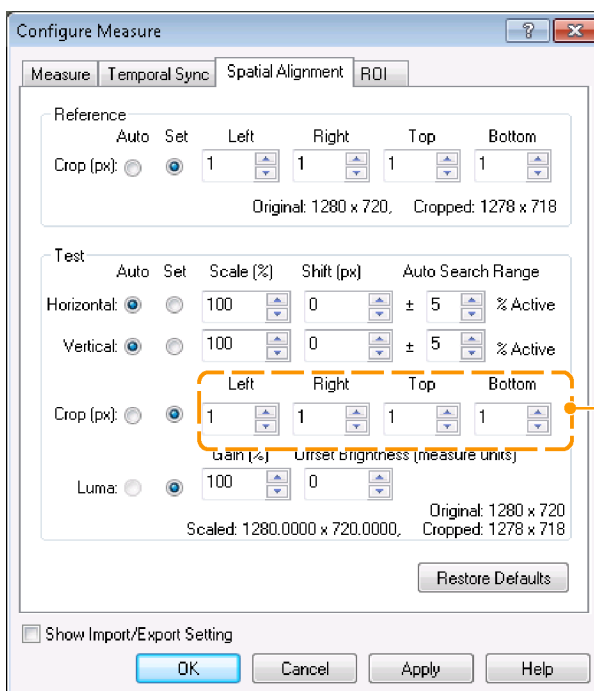 Configure Measure
Measure Temporal Sync Spatial Alignment ROI
Reference
Auto Set Left Right Top Bottom
Crop (px): 1 1 1 1
Original: 1280 x 720, Cropped: 1278 x 718
Test
Auto Set Scale (%) Shift (px) Auto Search Range
Horizontal: 100 0 ± 5 % Active
Vertical: 100 0 ± 5 % Active
Left Right Top Bottom
Crop (px): 1 1 1 1
Gain (%) Offset Brightness (measure units)
Luma: 100 0
Original: 1280 x 720
Scaled: 1280.0000 x 720.0000, Cropped: 1278 x 718
Restore Defaults
Show Import/Export Setting
OK Cancel Apply Help